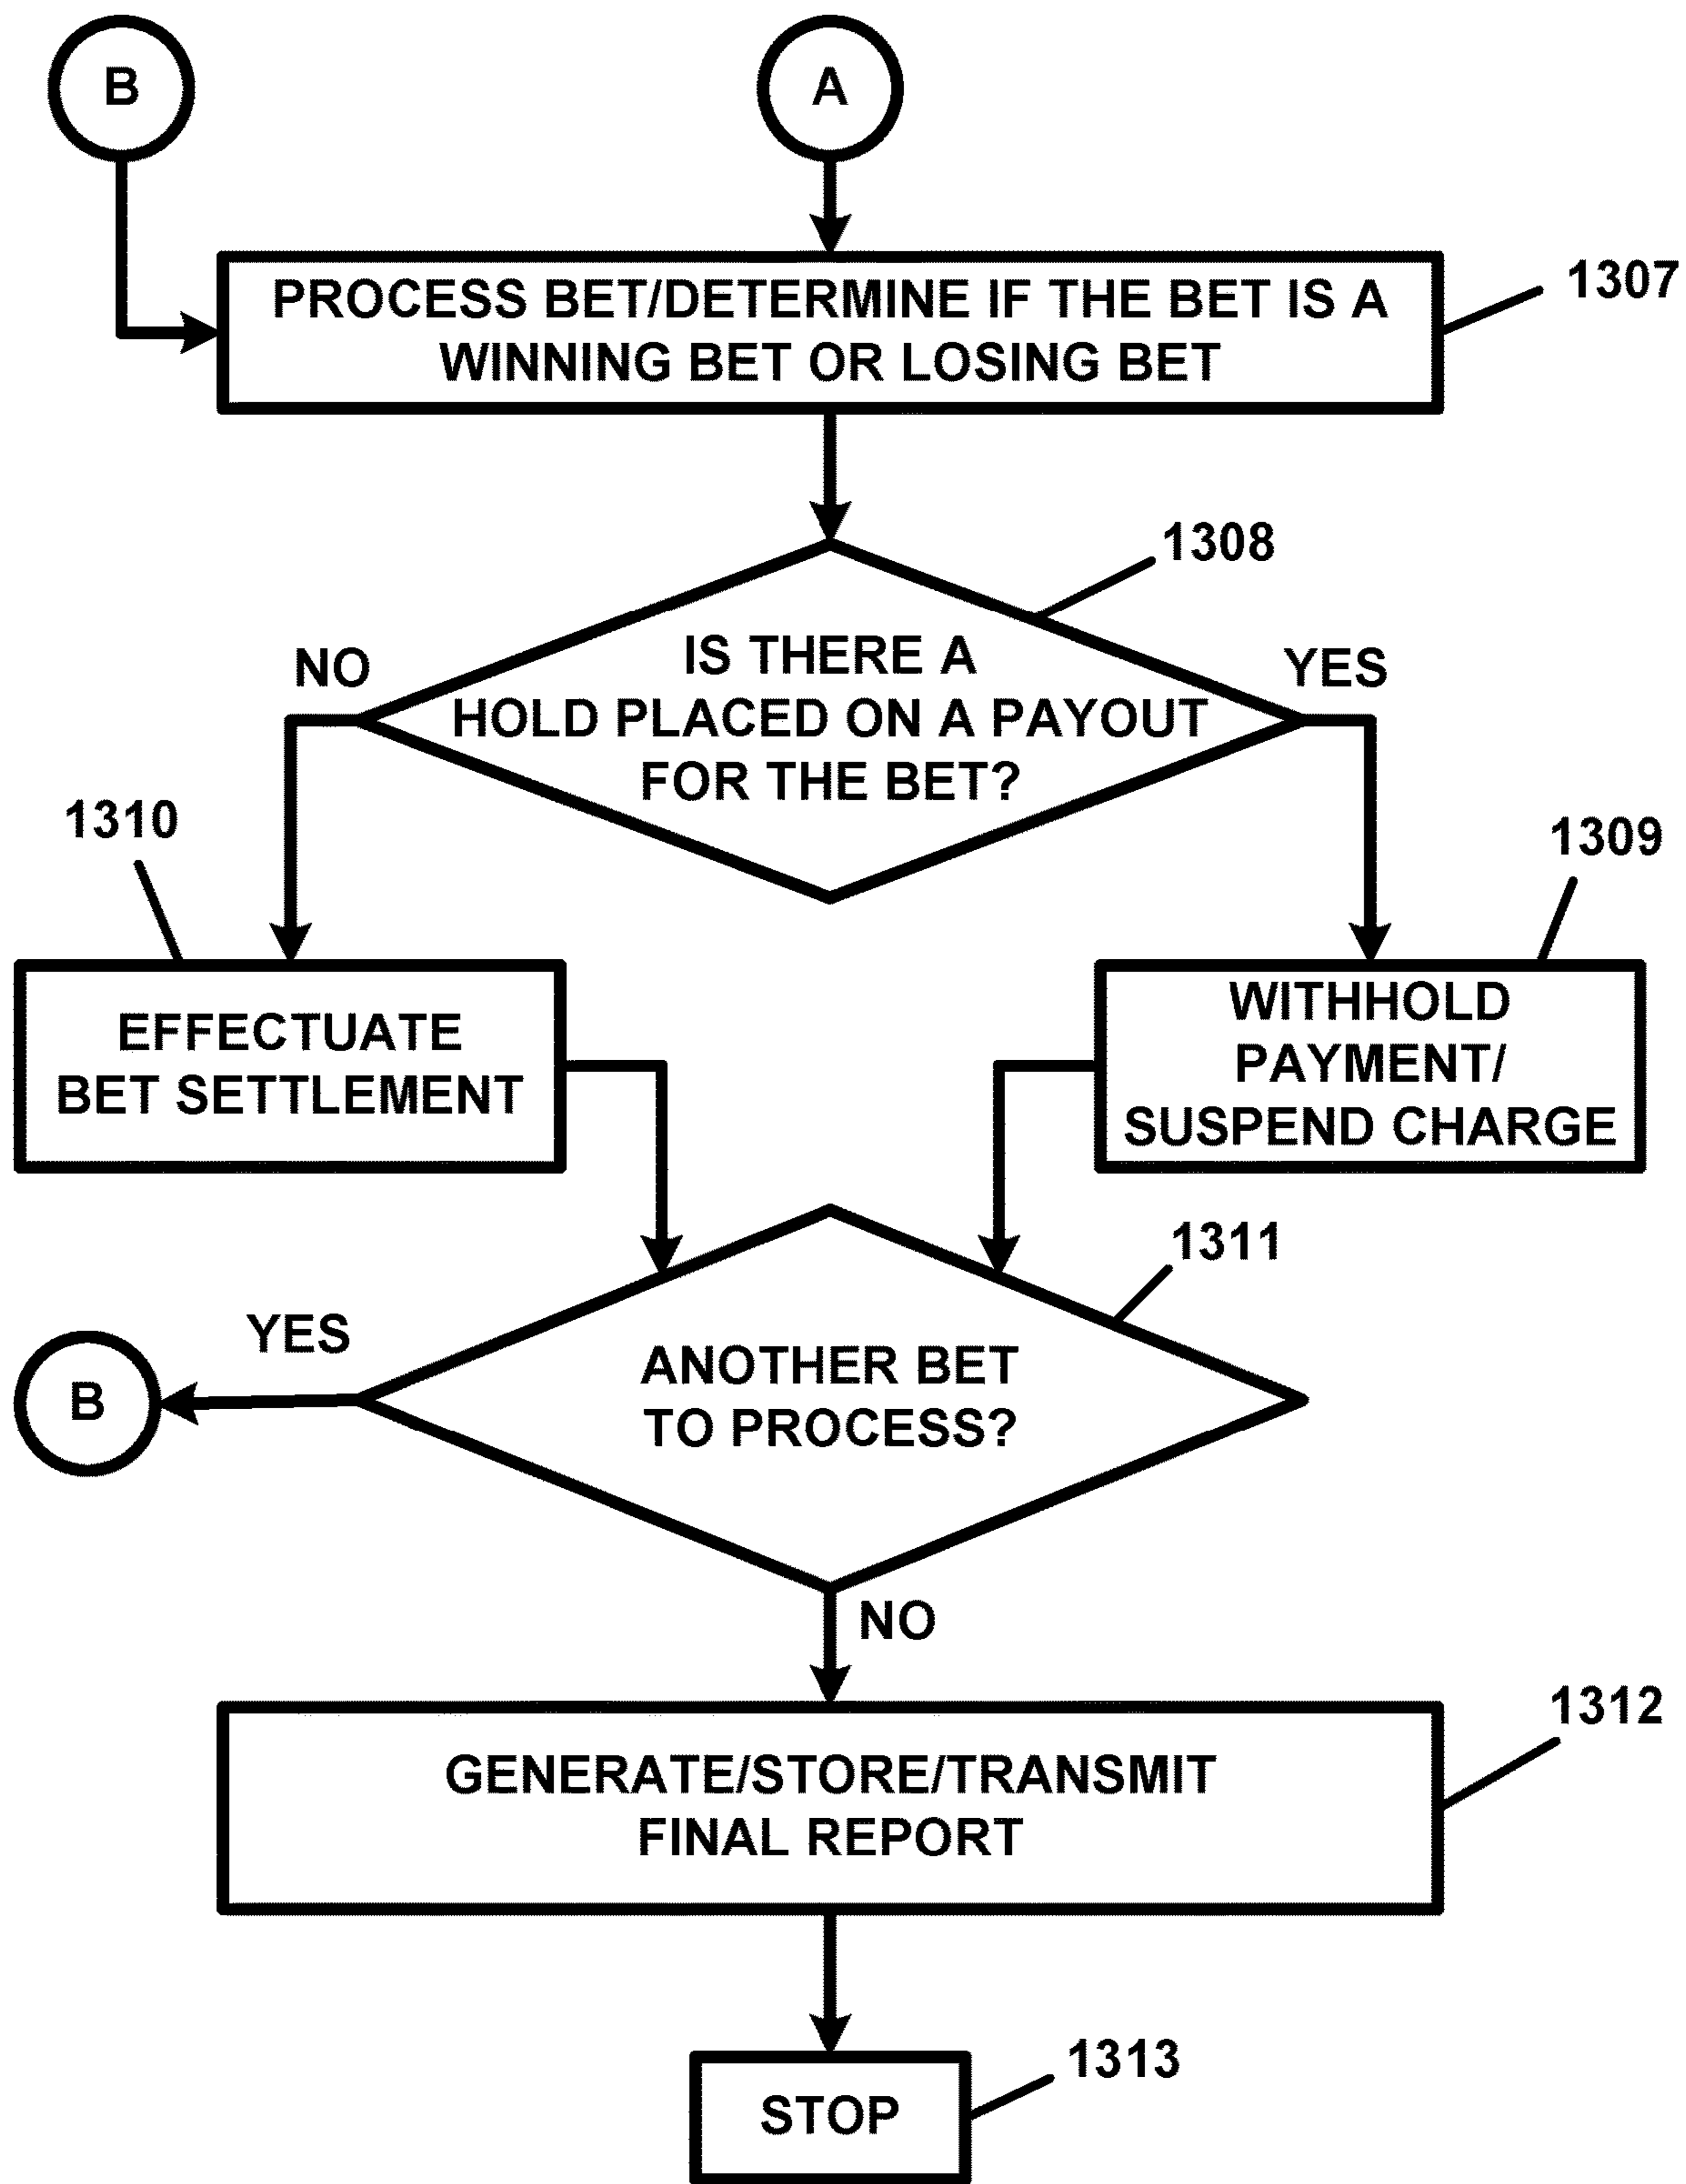 B
A
PROCESS BET/DETERMINE IF THE BET IS A
WINNING BET OR LOSING BET
1307
1308
IS THERE A
HOLD PLACED ON A PAYOUT
FOR THE BET?
NO
YES
1310
1309
EFFECTUATE
BET SETTLEMENT
WITHHOLD
PAYMENT/
SUSPEND CHARGE
1311
YES
B
ANOTHER BET
TO PROCESS?
NO
1312
GENERATE/STORE/TRANSMIT
FINAL REPORT
1313
STOP